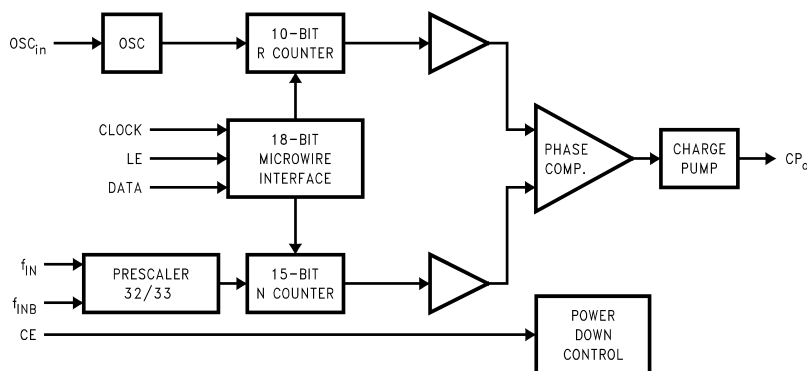 OSCin
OSC
10-BIT
R COUNTER
CLOCK
LE
DATA
18-BIT
MICROWIRE
INTERFACE
PHASE
COMP.
CHARGE
PUMP
CPo
fIN
fINB
PRESCALER
32/33
15-BIT
N COUNTER
CE
POWER
DOWN
CONTROL